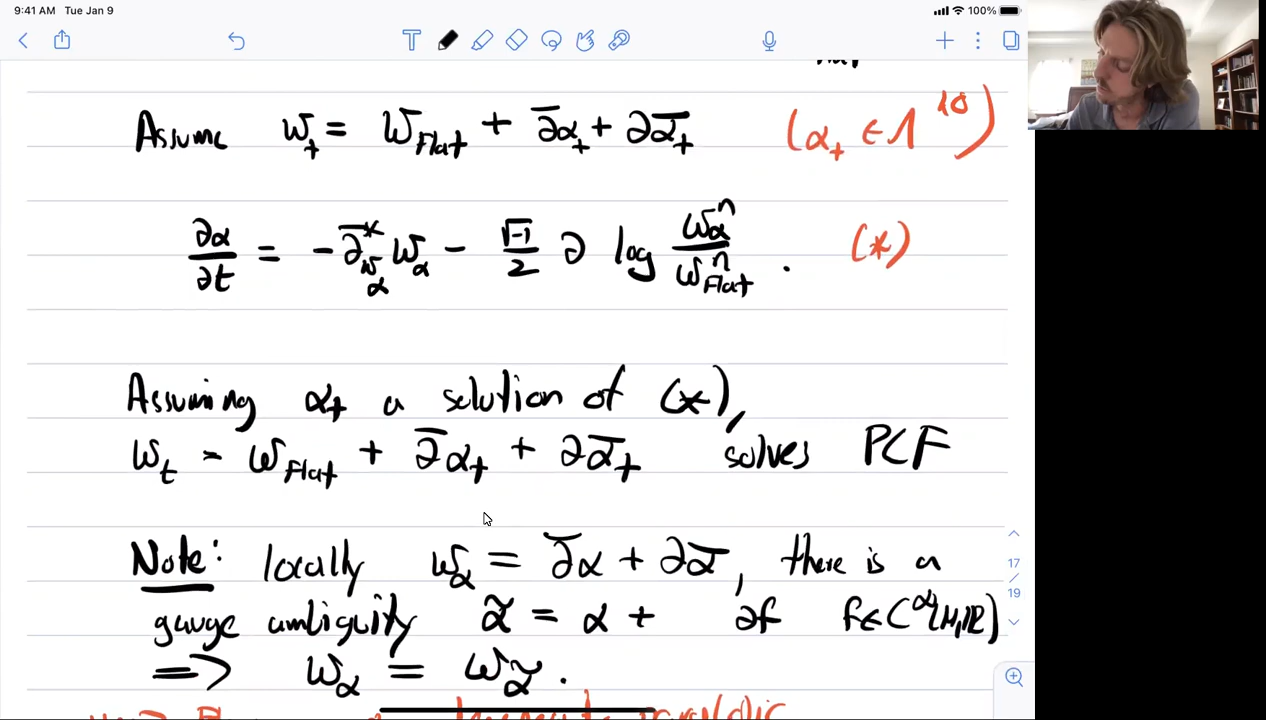 9:41 AM Tue Jan 9
100%
Assume ω_t = ω_Flat + ∂̄α_t + ∂ᾱ_t (α_t ∈ Λ^{10})
∂α/∂t = -∂̄*_{ω_α} ω_α - √-1/2 ∂ log ω_α^n / ω_Flat^n . (*)
Assuming α_t a solution of (*),
ω_t = ω_Flat + ∂̄α_t + ∂ᾱ_t solves PCF
Note: locally ω_α = ∂̄α + ∂ᾱ, there is a
17
/
19
gauge ambiguity α̃ = α + ∂f f∈C^∞(M,ℝ)
=> ω_α = ω_α̃ .